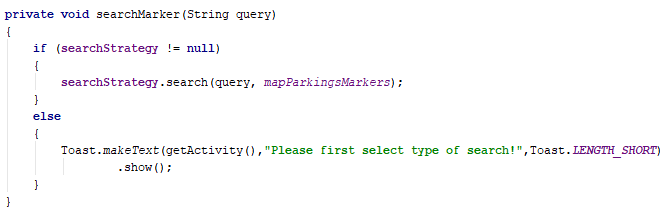 private void searchMarker(String query)
{
    if (searchStrategy != null)
    {
        searchStrategy.search(query, mapParkingsMarkers);
    }
    else
    {
        Toast.makeText(getActivity(),"Please first select type of search!",Toast.LENGTH_SHORT)
                .show();
    }
}